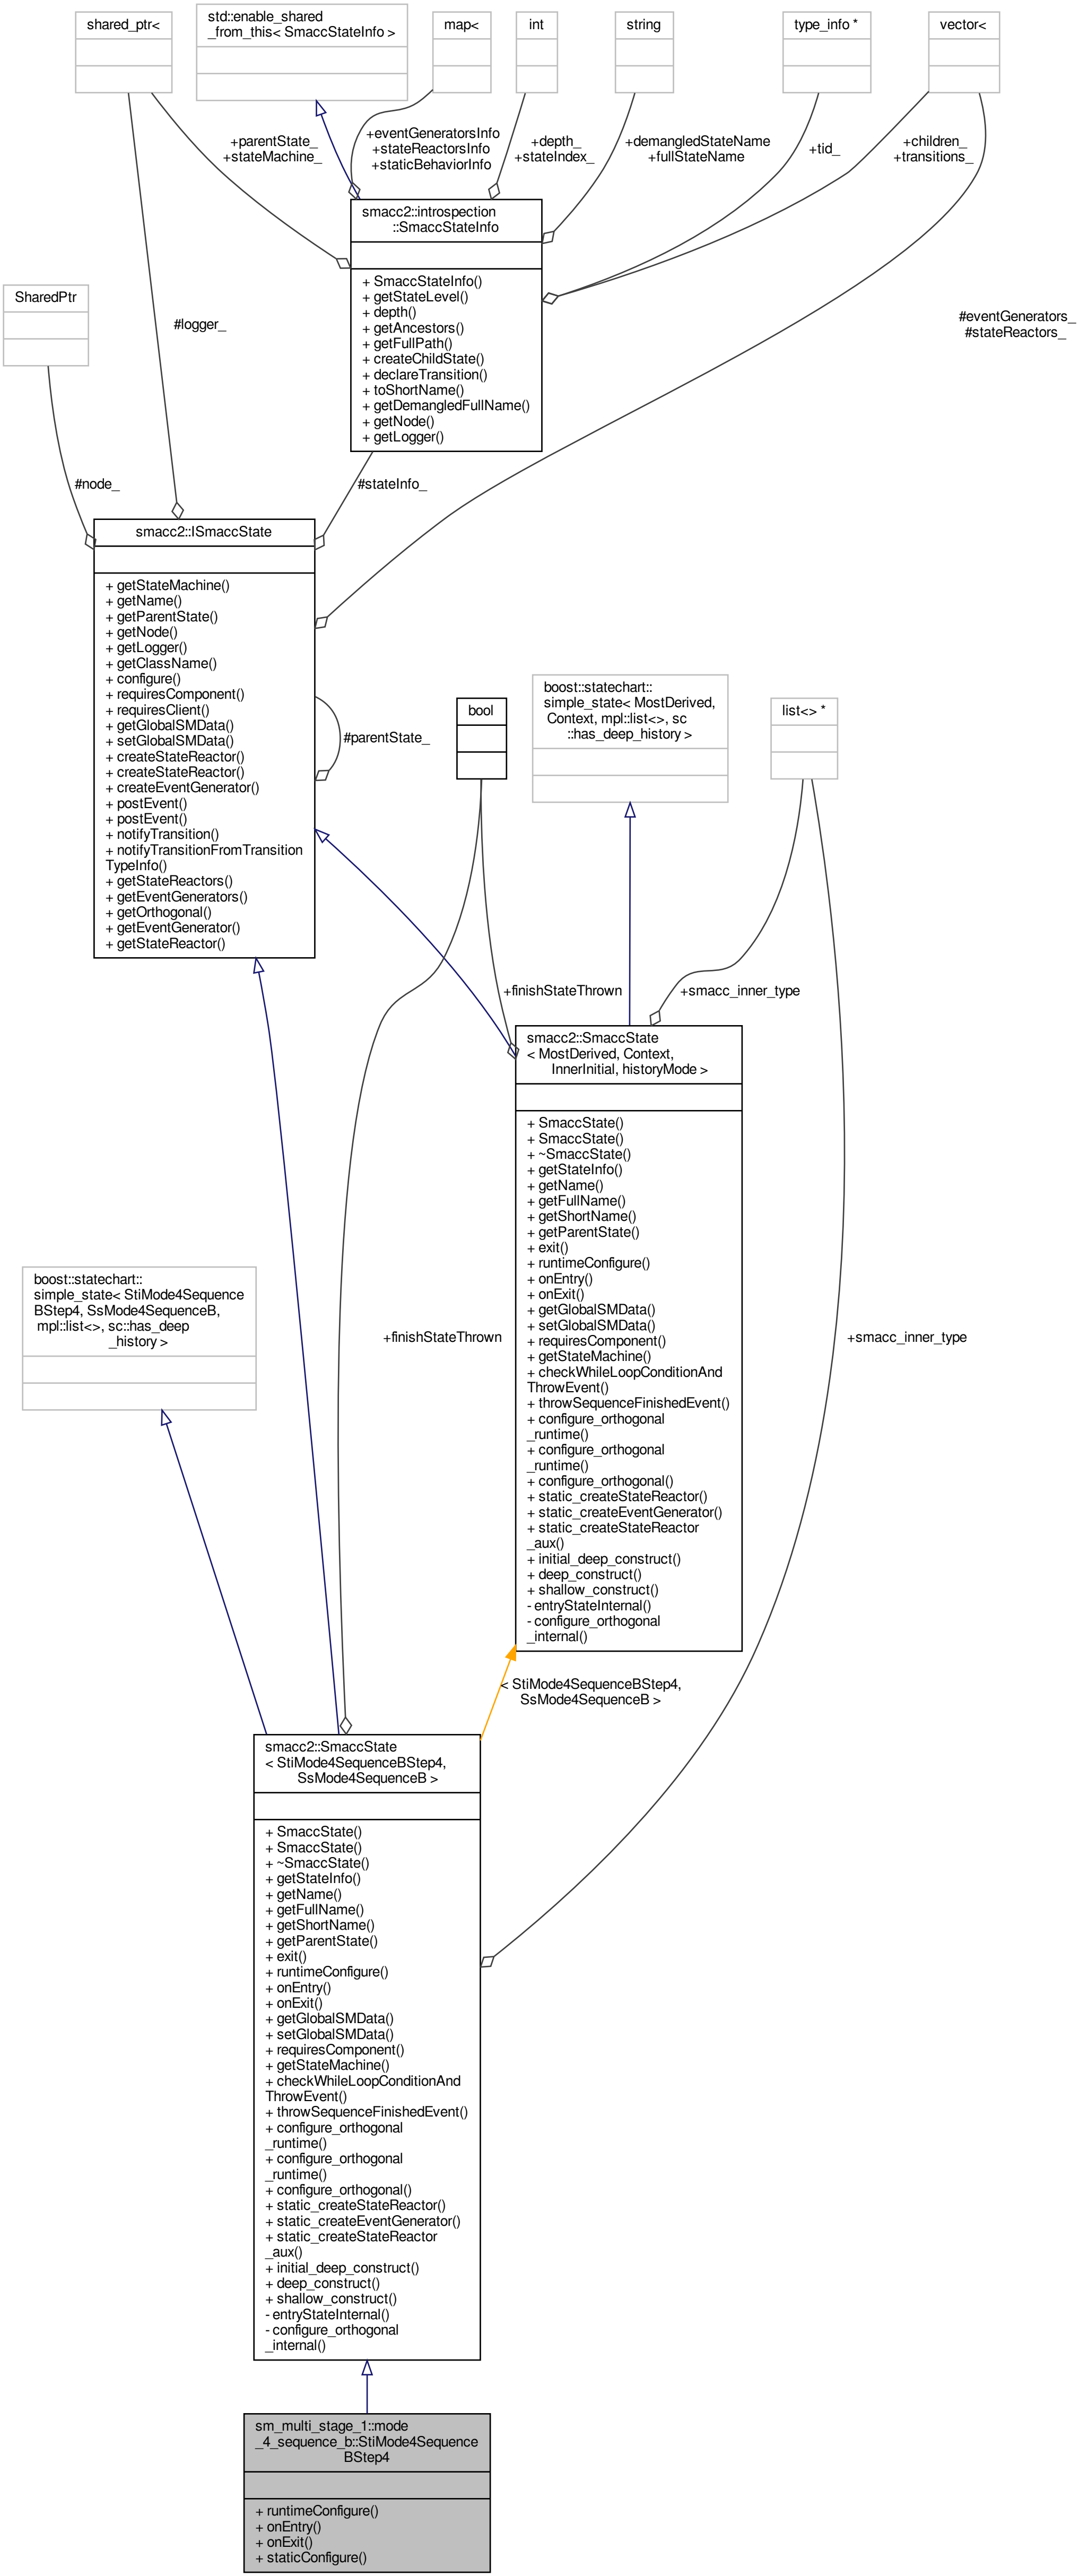 shared_ptr<
std::enable_shared
_from_this< SmaccStateInfo >
map<
int
string
type_info *
vector<
+parentState_
+stateMachine_
+eventGeneratorsInfo
+stateReactorsInfo
+staticBehaviorInfo
+depth_
+stateIndex_
+demangledStateName
+fullStateName
+tid_
+children_
+transitions_
smacc2::introspection
::SmaccStateInfo
+ SmaccStateInfo()
+ getStateLevel()
+ depth()
+ getAncestors()
+ getFullPath()
+ createChildState()
+ declareTransition()
+ toShortName()
+ getDemangledFullName()
+ getNode()
+ getLogger()
SharedPtr
#logger_
#eventGenerators_
#stateReactors_
#node_
#stateInfo_
smacc2::ISmaccState
+ getStateMachine()
+ getName()
+ getParentState()
+ getNode()
+ getLogger()
+ getClassName()
+ configure()
+ requiresComponent()
+ requiresClient()
+ getGlobalSMData()
+ setGlobalSMData()
+ createStateReactor()
+ createStateReactor()
+ createEventGenerator()
+ postEvent()
+ postEvent()
+ notifyTransition()
+ notifyTransitionFromTransition
TypeInfo()
+ getStateReactors()
+ getEventGenerators()
+ getOrthogonal()
+ getEventGenerator()
+ getStateReactor()
#parentState_
bool
boost::statechart::
simple_state< MostDerived,
Context, mpl::list<>, sc
::has_deep_history >
list<> *
+finishStateThrown
+smacc_inner_type
smacc2::SmaccState
< MostDerived, Context,
InnerInitial, historyMode >
+ SmaccState()
+ SmaccState()
+ ~SmaccState()
+ getStateInfo()
+ getName()
+ getFullName()
+ getShortName()
+ getParentState()
+ exit()
+ runtimeConfigure()
+ onEntry()
+ onExit()
+ getGlobalSMData()
+ setGlobalSMData()
+ requiresComponent()
+ getStateMachine()
+ checkWhileLoopConditionAnd
ThrowEvent()
+ throwSequenceFinishedEvent()
+ configure_orthogonal
_runtime()
+ configure_orthogonal
_runtime()
+ configure_orthogonal()
+ static_createStateReactor()
+ static_createEventGenerator()
+ static_createStateReactor
_aux()
+ initial_deep_construct()
+ deep_construct()
+ shallow_construct()
- entryStateInternal()
- configure_orthogonal
_internal()
boost::statechart::
simple_state< StiMode4Sequence
BStep4, SsMode4SequenceB,
mpl::list<>, sc::has_deep
_history >
+finishStateThrown
+smacc_inner_type
< StiMode4SequenceBStep4,
SsMode4SequenceB >
smacc2::SmaccState
< StiMode4SequenceBStep4,
SsMode4SequenceB >
+ SmaccState()
+ SmaccState()
+ ~SmaccState()
+ getStateInfo()
+ getName()
+ getFullName()
+ getShortName()
+ getParentState()
+ exit()
+ runtimeConfigure()
+ onEntry()
+ onExit()
+ getGlobalSMData()
+ setGlobalSMData()
+ requiresComponent()
+ getStateMachine()
+ checkWhileLoopConditionAnd
ThrowEvent()
+ throwSequenceFinishedEvent()
+ configure_orthogonal
_runtime()
+ configure_orthogonal
_runtime()
+ configure_orthogonal()
+ static_createStateReactor()
+ static_createEventGenerator()
+ static_createStateReactor
_aux()
+ initial_deep_construct()
+ deep_construct()
+ shallow_construct()
- entryStateInternal()
- configure_orthogonal
_internal()
sm_multi_stage_1::mode
_4_sequence_b::StiMode4Sequence
BStep4
+ runtimeConfigure()
+ onEntry()
+ onExit()
+ staticConfigure()